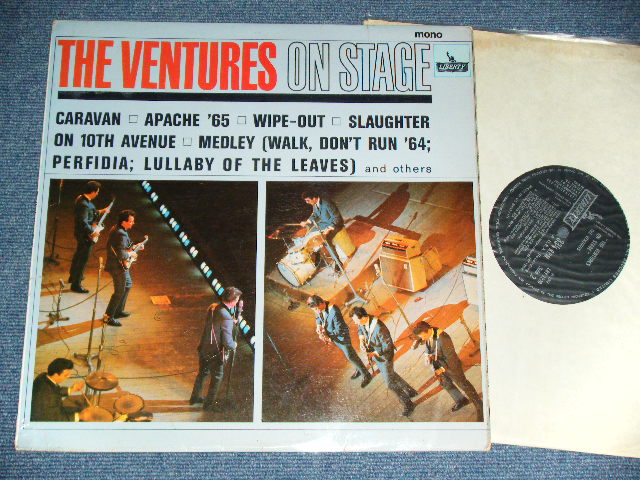 mono
THE VENTURES ON STAGE
LIBERTY
CARAVAN □ APACHE '65 □ WIPE-OUT □ SLAUGHTER
ON 10TH AVENUE □ MEDLEY (WALK, DON'T RUN '64;
PERFIDIA; LULLABY OF THE LEAVES) and others